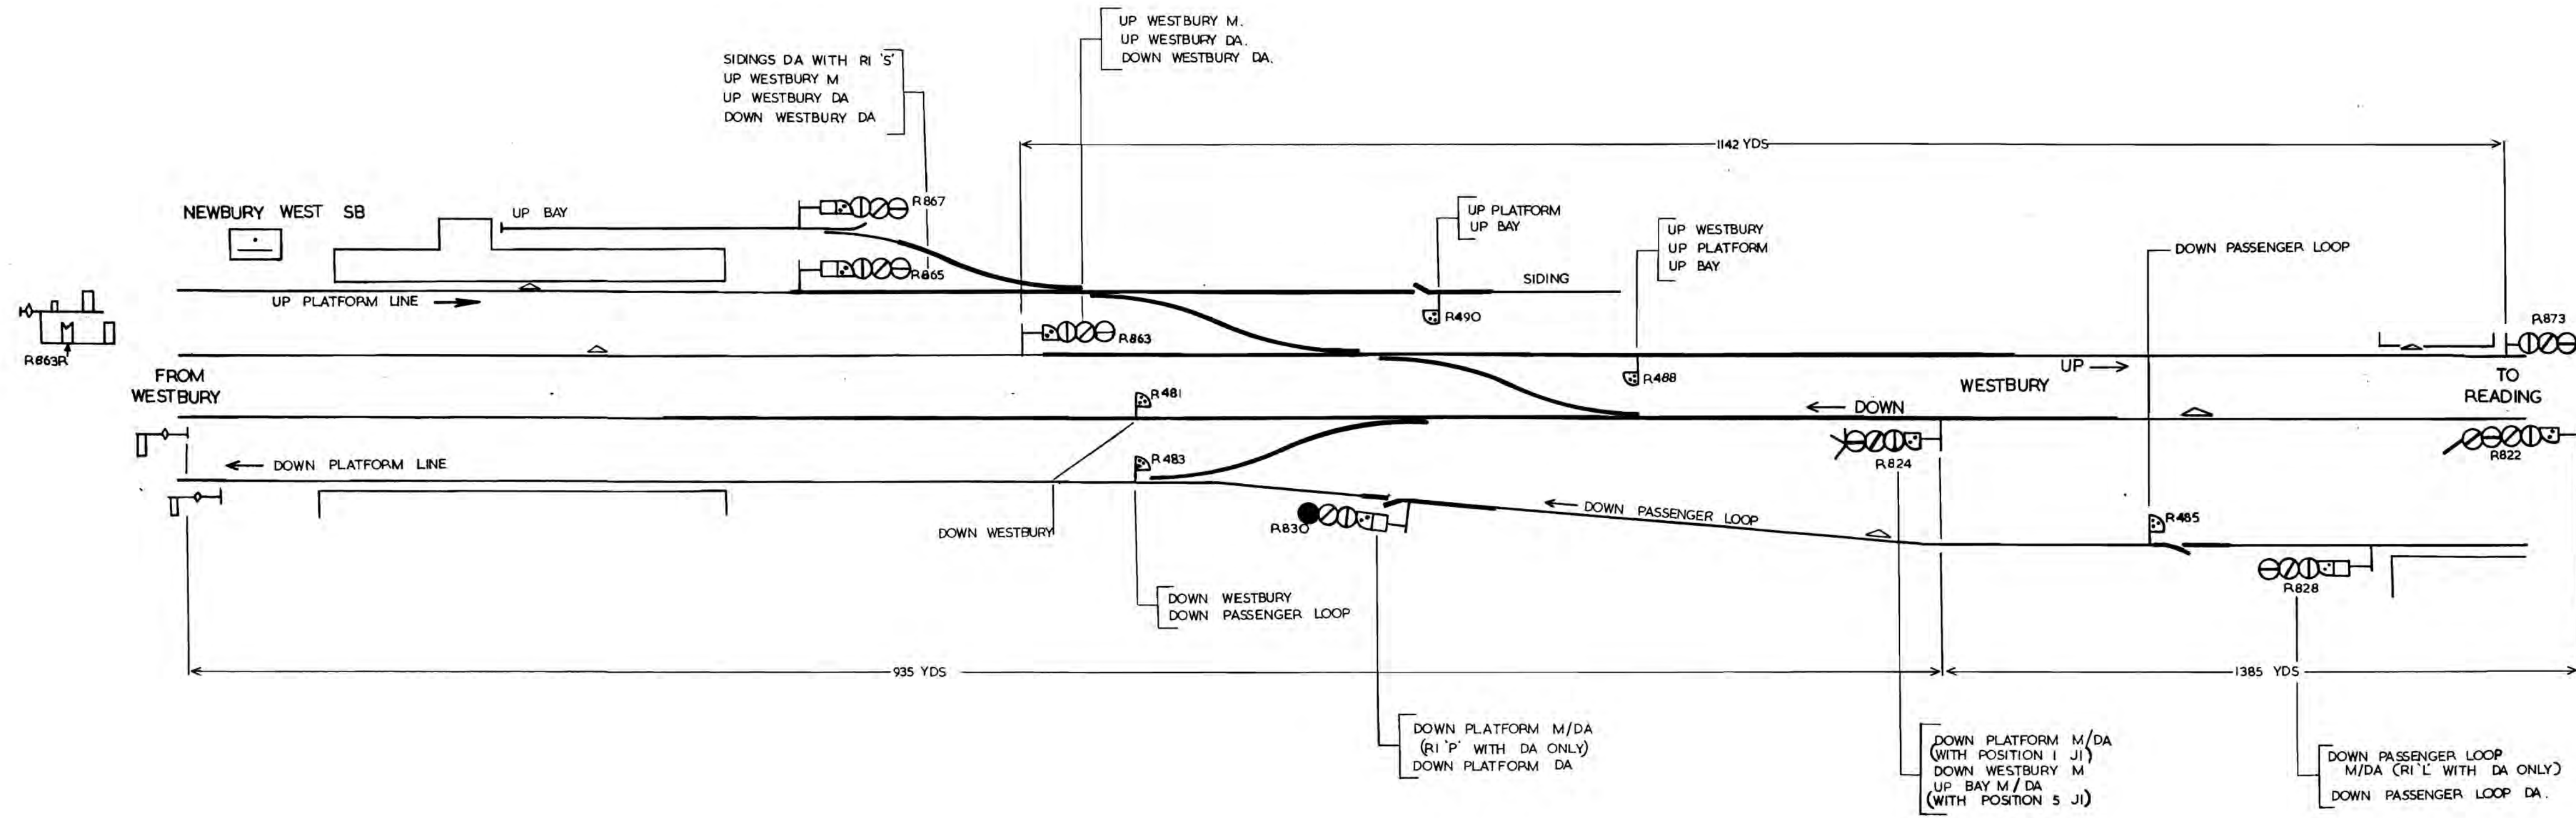 UP WESTBURY M.
UP WESTBURY DA.
DOWN WESTBURY DA.
SIDINGS DA WITH RI 'S'
UP WESTBURY M
UP WESTBURY DA
DOWN WESTBURY DA
1142 YDS
NEWBURY WEST SB
UP BAY
R867
UP PLATFORM
UP BAY
UP WESTBURY
UP PLATFORM
UP BAY
DOWN PASSENGER LOOP
R865
SIDING
UP PLATFORM LINE
R490
R863
R873
M
R863R
UP
R488
FROM
WESTBURY
WESTBURY
TO
READING
R481
DOWN
R824
R822
DOWN PLATFORM LINE
R483
DOWN PASSENGER LOOP
R830
R485
DOWN WESTBURY
R828
DOWN WESTBURY
DOWN PASSENGER LOOP
935 YDS
1385 YDS
DOWN PLATFORM M/DA
(RI 'P' WITH DA ONLY)
DOWN PLATFORM DA
DOWN PLATFORM M/DA
(WITH POSITION 1 JI)
DOWN WESTBURY M
UP BAY M/DA
(WITH POSITION 5 JI)
DOWN PASSENGER LOOP
M/DA (RI 'L' WITH DA ONLY)
DOWN PASSENGER LOOP DA.